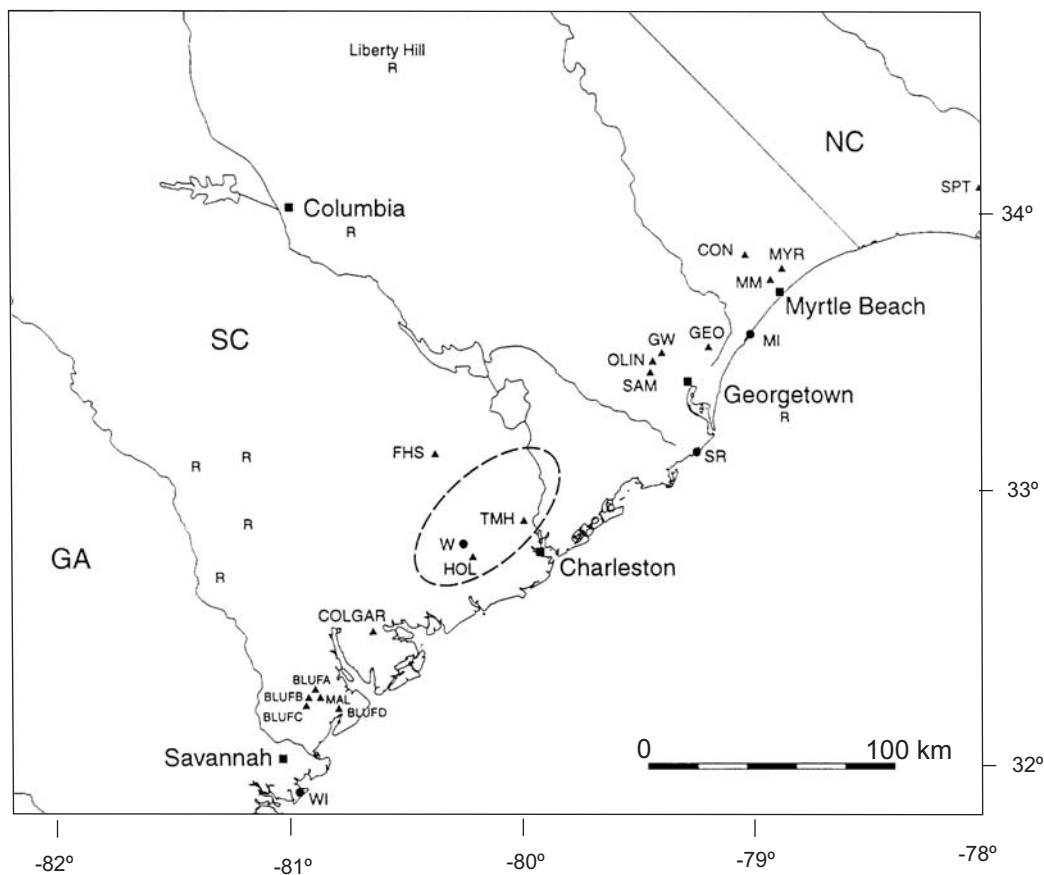 Liberty Hill
R
NC
SPT
34º
Columbia
R
CON
MYR
MM
Myrtle Beach
SC
GEO
MI
GW
OLIN
SAM
Georgetown
R
FHS
R
R
SR
33º
TMH
R
W
HOL
Charleston
GA
R
COLGAR
BLUFA
BLUFB
MAL
BLUFC
BLUFD
Savannah
0
100 km
32º
WI
-82º
-81º
-80º
-79º
-78º